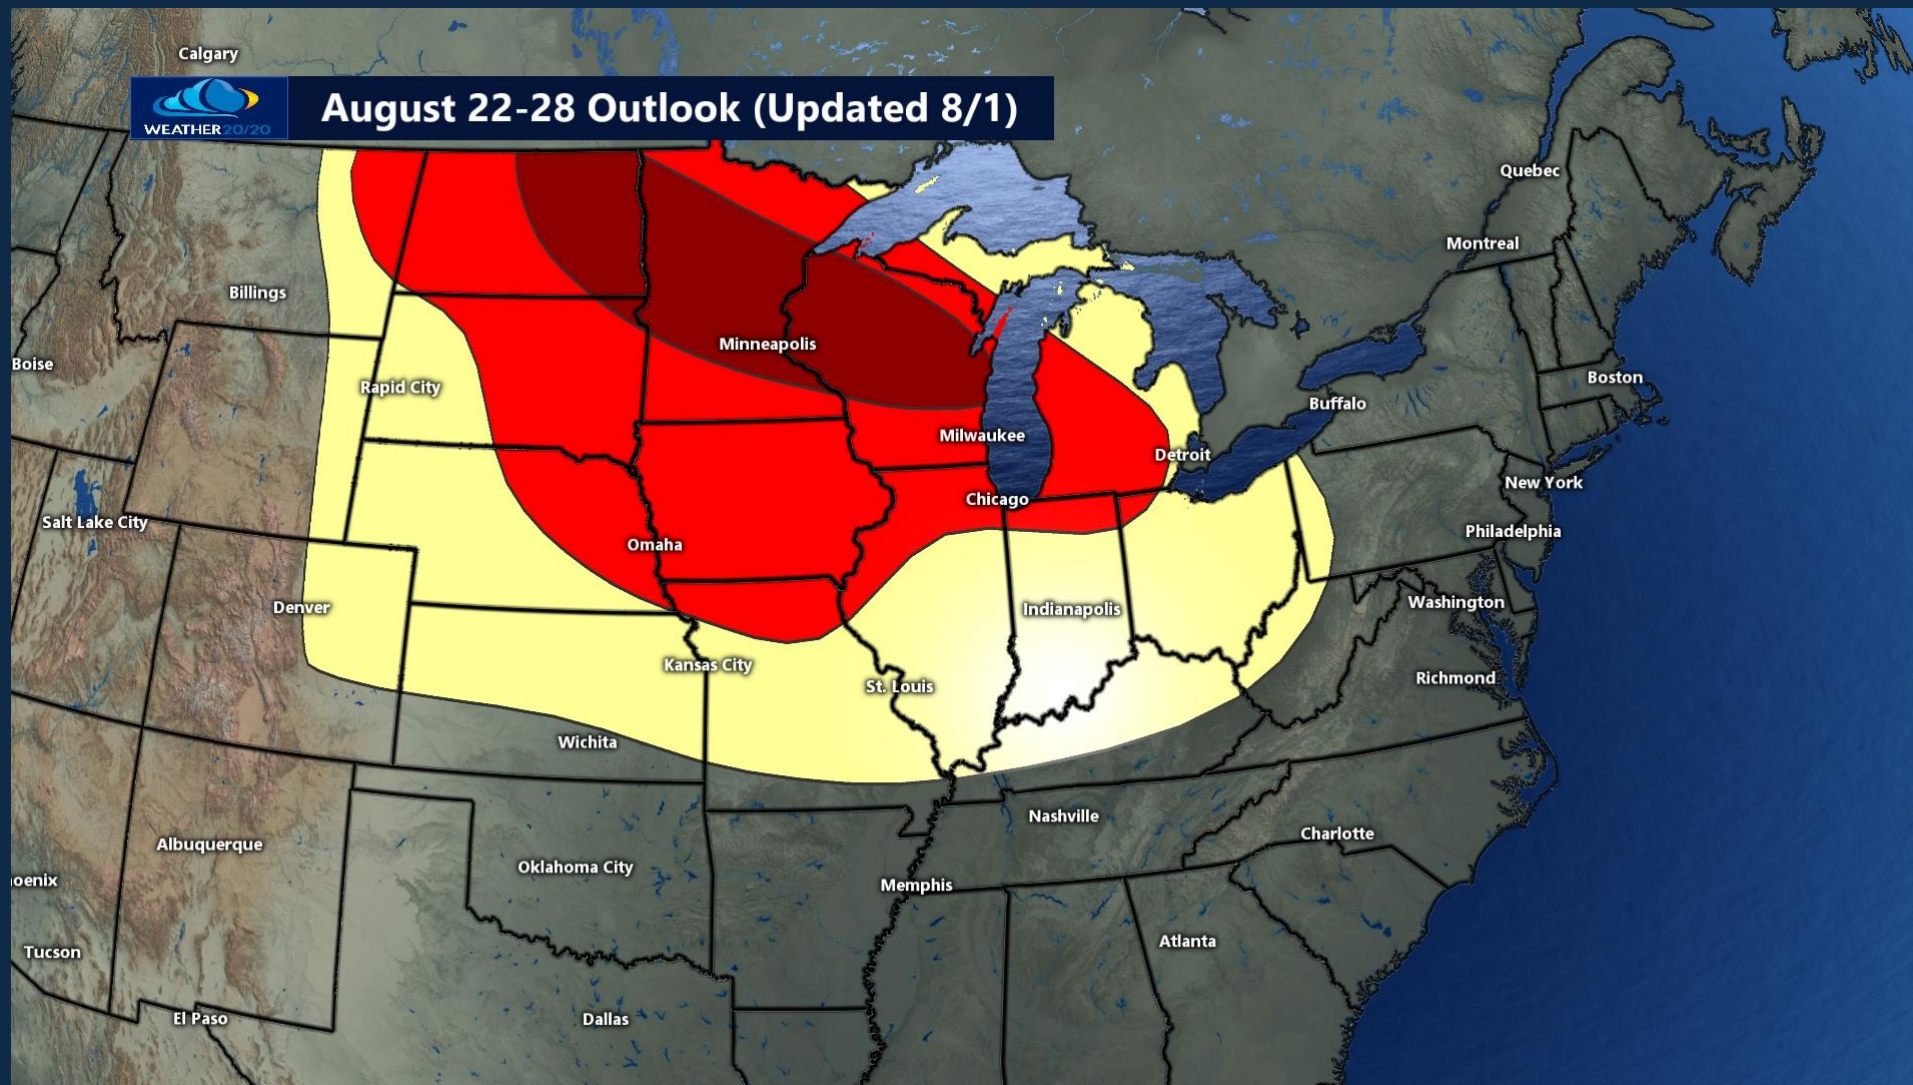 Calgary
WEATHER20/20
August 22-28 Outlook (Updated 8/1)
Quebec
Montreal
Billings
Minneapolis
Boise
Boston
Rapid City
Buffalo
Milwaukee
Detroit
New York
Chicago
Salt Lake City
Philadelphia
Omaha
Washington
Denver
Indianapolis
Kansas City
Richmond
St. Louis
Wichita
Nashville
Charlotte
Albuquerque
Oklahoma City
oenix
Memphis
Atlanta
Tucson
El Paso
Dallas